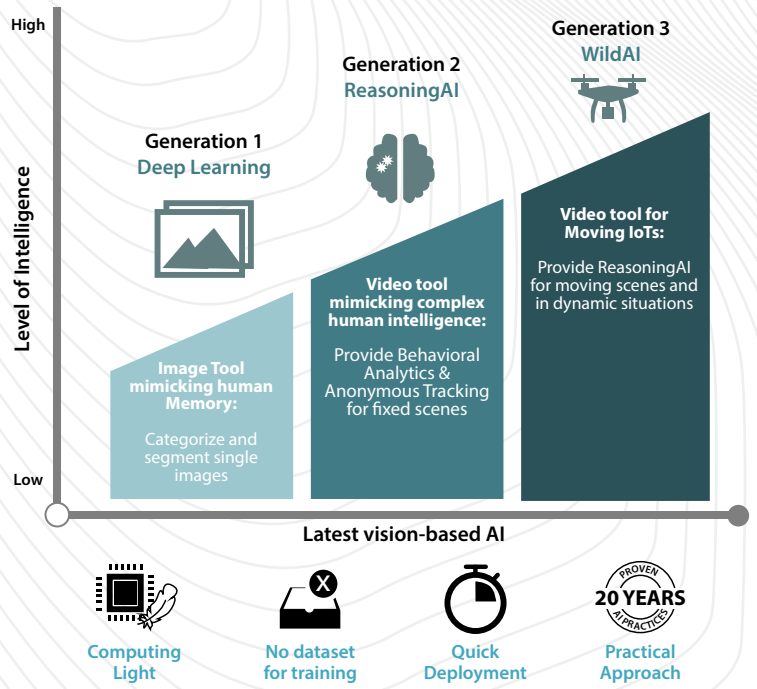 High
Generation 3
WildAI
Generation 2
ReasoningAI
Generation 1
Deep Learning
Level of Intelligence
Video tool for
Moving IoTs:
Provide ReasoningAI
for moving scenes and
in dynamic situations
Video tool
mimicking complex
human intelligence:
Provide Behavioral
Analytics &
Anonymous Tracking
for fixed scenes
Image Tool
mimicking human
Memory:
Categorize and
segment single
images
Low
Latest vision-based AI
X
PROVEN
20 YEARS
AI PRACTICES
Computing
Light
No dataset
for training
Quick
Deployment
Practical
Approach